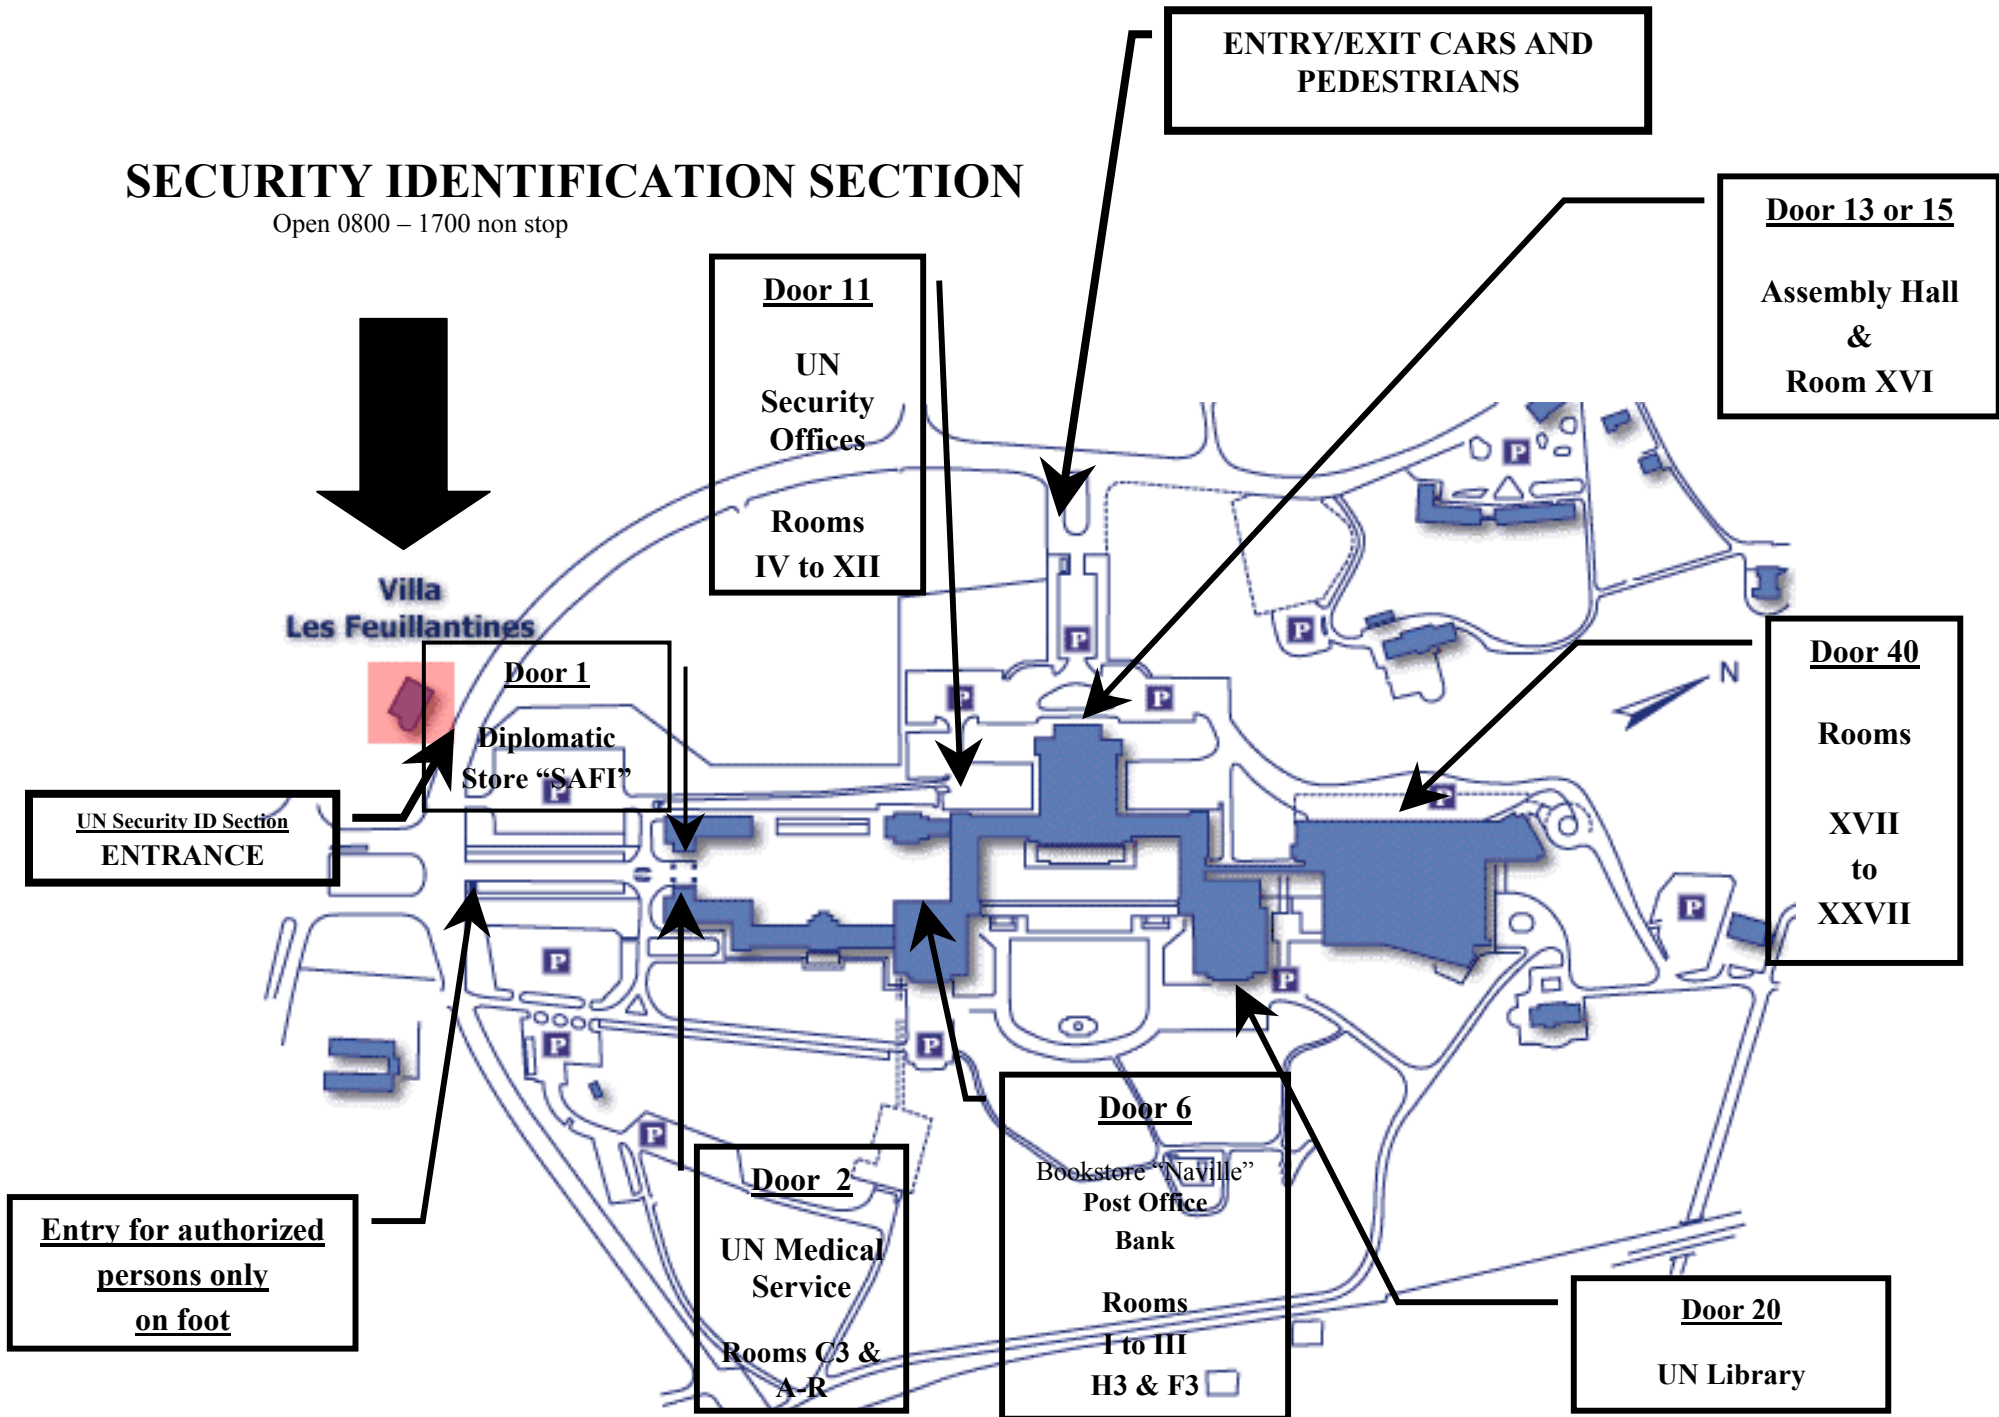 ENTRY/EXIT CARS AND
PEDESTRIANS
SECURITY IDENTIFICATION SECTION
Open 0800 – 1700 non stop
Door 13 or 15
Assembly Hall
&
Room XVI
Door 11
UN
Security
Offices
Rooms
IV to XII
Villa
Les Feuillantines
Door 1
Diplomatic
Store “SAFI”
UN Security ID Section
ENTRANCE
Door 40
Rooms
XVII
to
XXVII
N
P
P
P
P
P
P
P
P
P
P
P
P
P
Door 6
Bookstore “Naville”
Post Office
Bank
Rooms
I to III
H3 & F3
Door 2
UN Medical
Service
Rooms C3 &
A-R
Entry for authorized
persons only
on foot
Door 20
UN Library